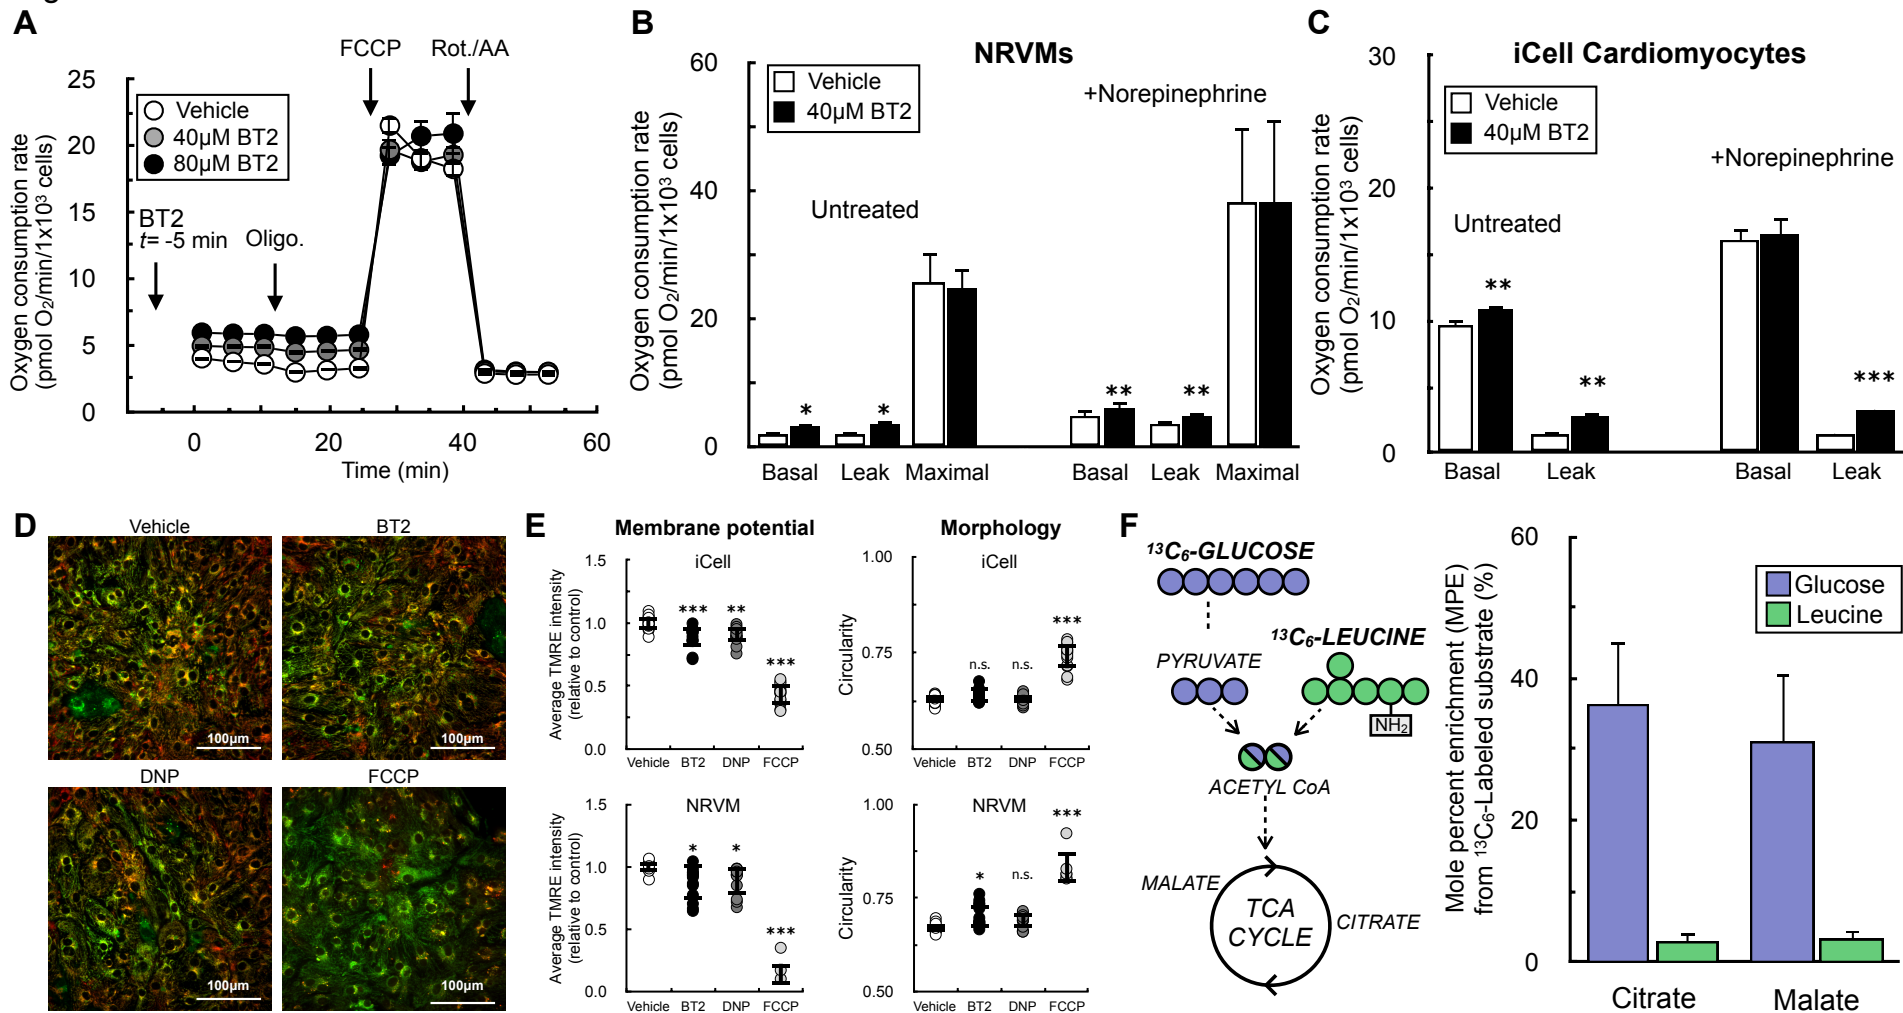 A
FCCP
Rot./AA
25
20
15
10
5
0
Oxygen consumption rate
(pmol O₂/min/1x10³ cells)
Vehicle
40µM BT2
80µM BT2
BT2
t= -5 min
Oligo.
0
20
40
60
Time (min)
B
NRVMs
60
40
20
0
Oxygen consumption rate
(pmol O₂/min/1x10³ cells)
Vehicle
40µM BT2
+Norepinephrine
Untreated
*
*
**
**
Basal
Leak
Maximal
Basal
Leak
Maximal
C
iCell Cardiomyocytes
30
20
10
0
Oxygen consumption rate
(pmol O₂/min/1x10³ cells)
Vehicle
40µM BT2
+Norepinephrine
Untreated
**
**
***
Basal
Leak
Basal
Leak
D
Vehicle
BT2
100µm
100µm
DNP
FCCP
100µm
100µm
E
Membrane potential
Morphology
iCell
1.5
1.0
0.5
0.0
Average TMRE intensity
(relative to control)
***
**
***
Vehicle
BT2
DNP
FCCP
iCell
1.00
0.75
0.50
Circularity
n.s.
n.s.
***
Vehicle
BT2
DNP
FCCP
NRVM
1.5
1.0
0.5
0.0
Average TMRE intensity
(relative to control)
*
*
***
Vehicle
BT2
DNP
FCCP
NRVM
1.00
0.75
0.50
Circularity
*
n.s.
***
Vehicle
BT2
DNP
FCCP
F
¹³C₆-GLUCOSE
¹³C₆-LEUCINE
PYRUVATE
NH₂
ACETYL CoA
MALATE
TCA
CYCLE
CITRATE
60
40
20
0
Mole percent enrichment (MPE)
from ¹³C₆-Labeled substrate (%)
Glucose
Leucine
Citrate
Malate